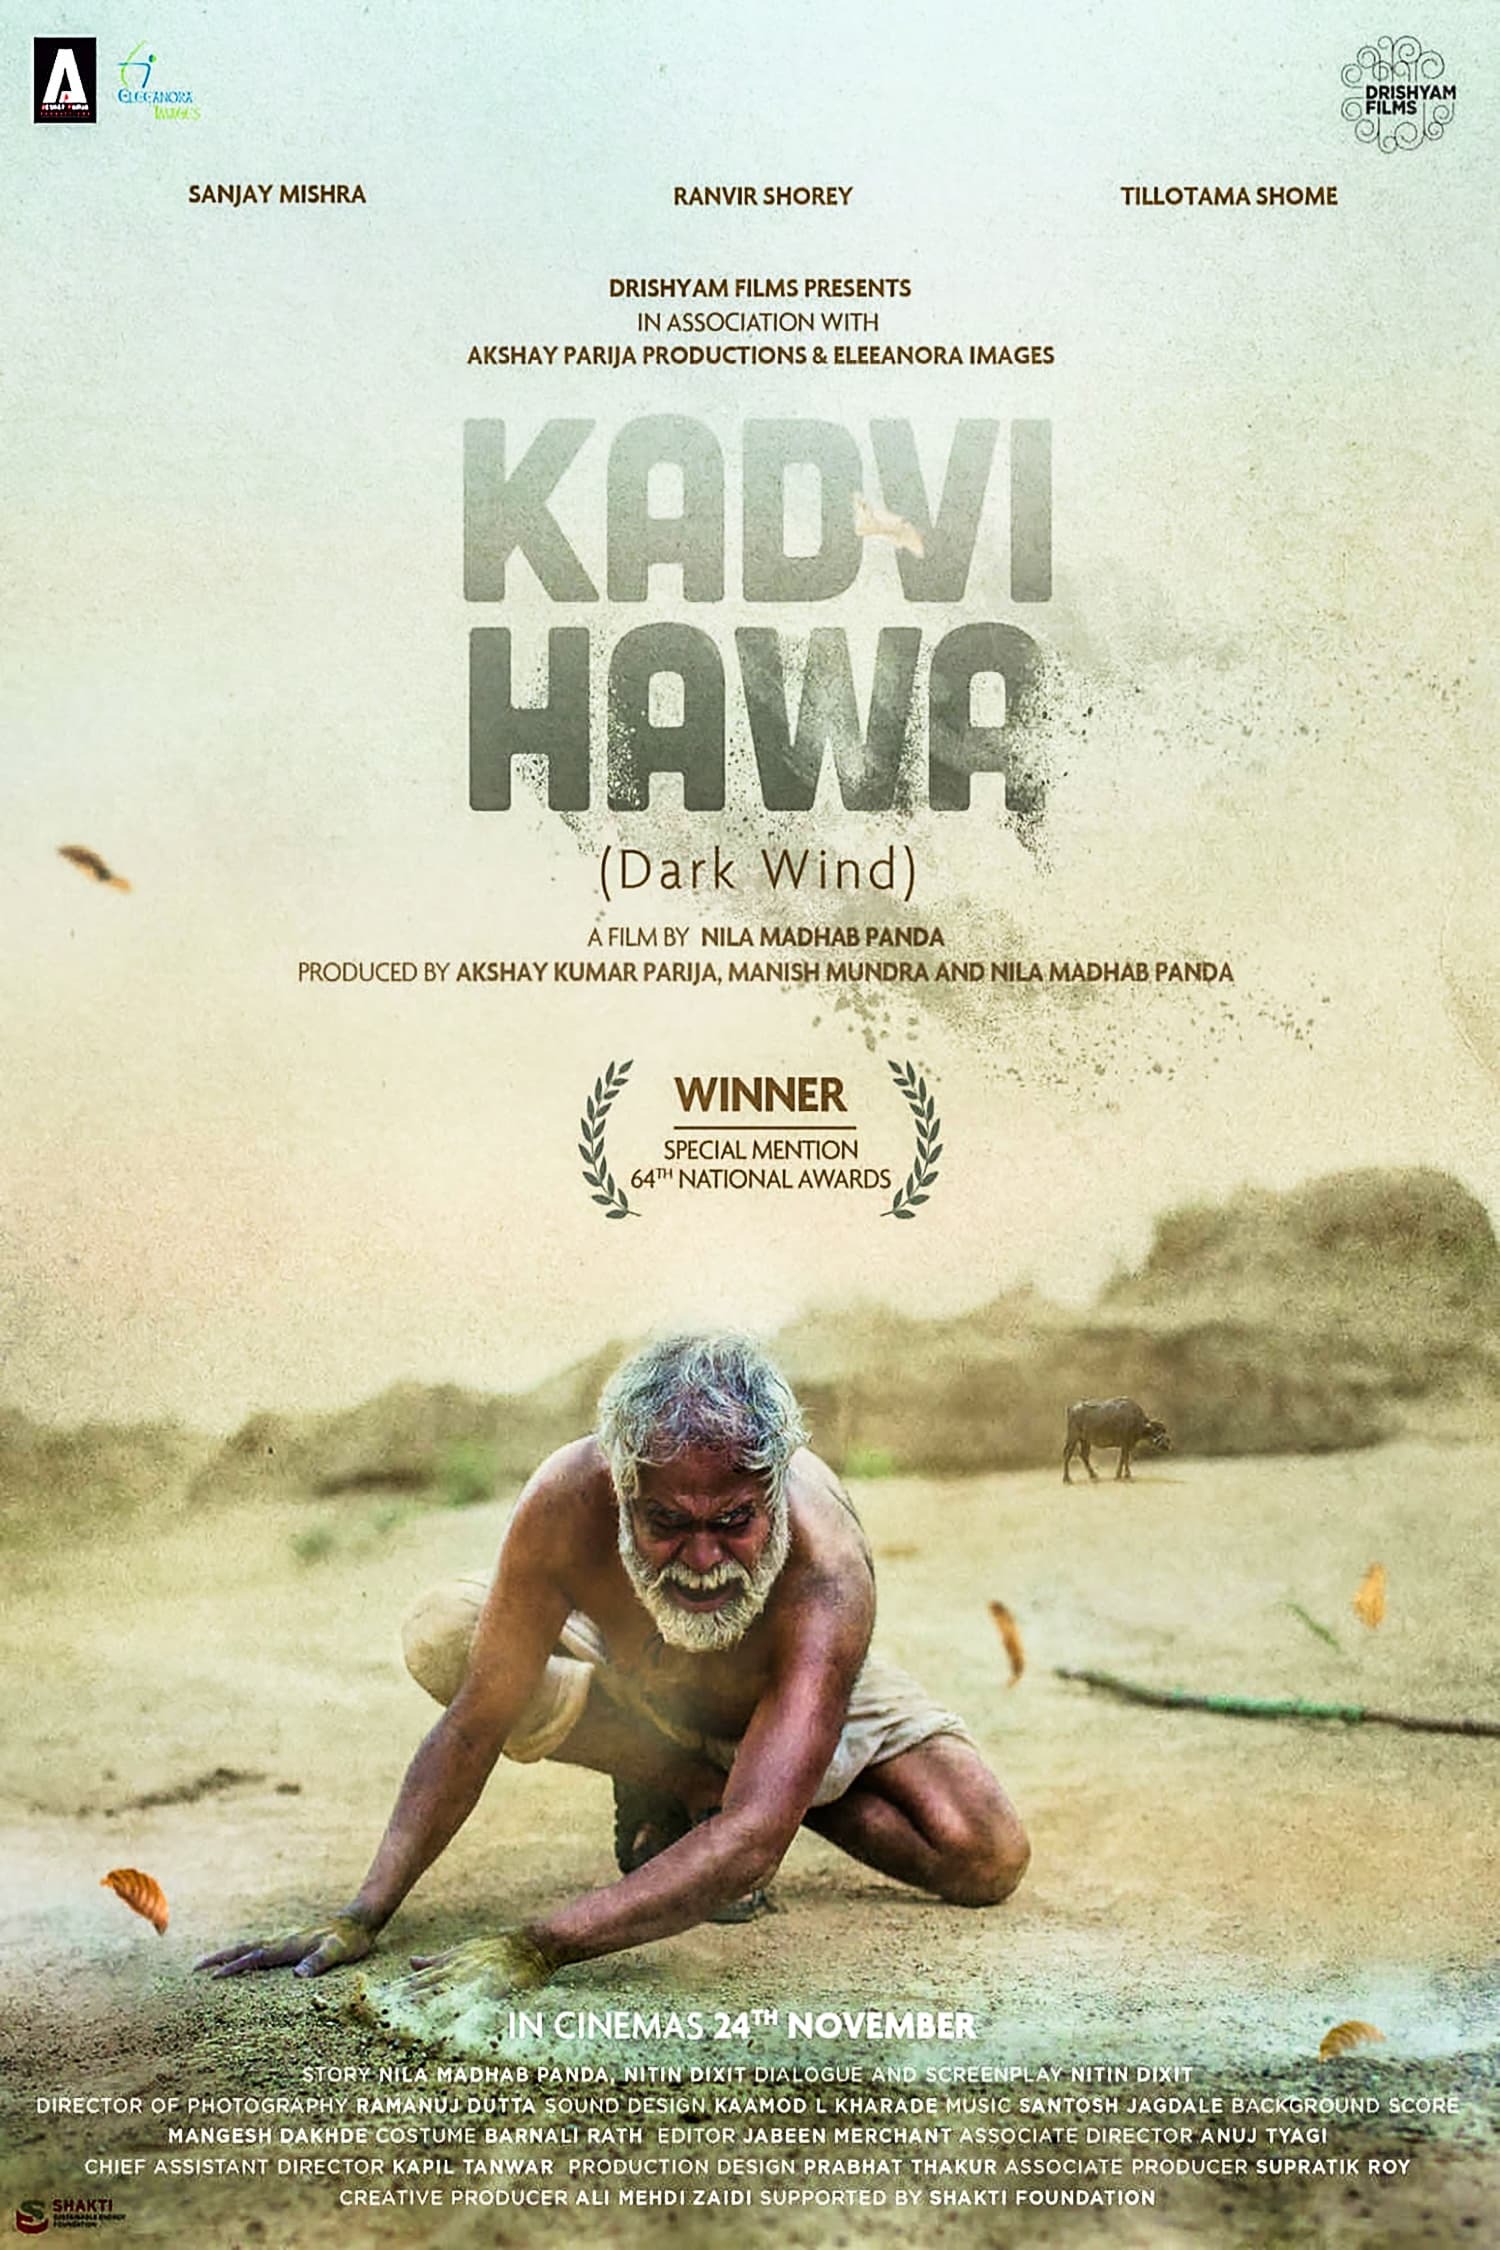 A
ELEEANORA
IMAGES
DRISHYAM
FILMS
SANJAY MISHRA RANVIR SHOREY TILLOTAMA SHOME
DRISHYAM FILMS PRESENTS
IN ASSOCIATION WITH
AKSHAY PARIJA PRODUCTIONS & ELEEANORA IMAGES
KADVI
HAWA
(Dark Wind)
A FILM BY NILA MADHAB PANDA
PRODUCED BY AKSHAY KUMAR PARIJA, MANISH MUNDRA AND NILA MADHAB PANDA
WINNER
SPECIAL MENTION
64TH NATIONAL AWARDS
IN CINEMAS 24TH NOVEMBER
STORY NILA MADHAB PANDA, NITIN DIXIT DIALOGUE AND SCREENPLAY NITIN DIXIT
DIRECTOR OF PHOTOGRAPHY RAMANUJ DUTTA SOUND DESIGN KAAMOD L KHARADE MUSIC SANTOSH JAGDALE BACKGROUND SCORE
MANGESH DAKHDE COSTUME BARNALI RATH EDITOR JABEEN MERCHANT ASSOCIATE DIRECTOR ANUJ TYAGI
CHIEF ASSISTANT DIRECTOR KAPIL TANWAR PRODUCTION DESIGN PRABHAT THAKUR ASSOCIATE PRODUCER SUPRATIK ROY
CREATIVE PRODUCER ALI MEHDI ZAIDI SUPPORTED BY SHAKTI FOUNDATION
SHAKTI
SUSTAINABLE ENERGY
FOUNDATION